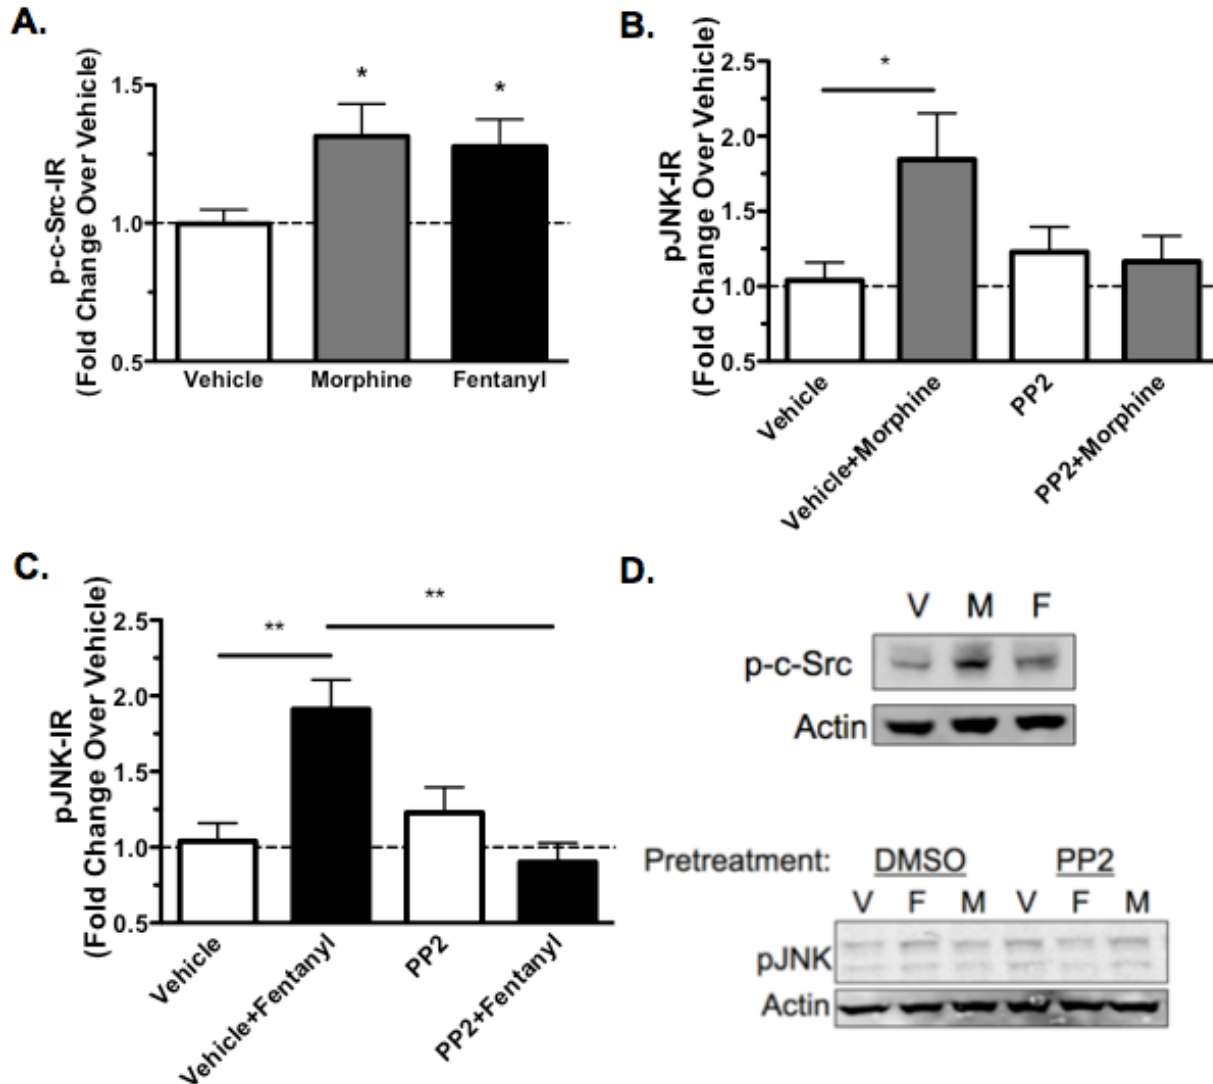 A.
p-c-Src-IR
(Fold Change Over Vehicle)
1.5
1.0
0.5
*
*
Vehicle
Morphine
Fentanyl
B.
pJNK-IR
(Fold Change Over Vehicle)
2.5
2.0
1.5
1.0
0.5
*
Vehicle
Vehicle+Morphine
PP2
PP2+Morphine
C.
pJNK-IR
(Fold Change Over Vehicle)
2.5
2.0
1.5
1.0
0.5
**
**
Vehicle
Vehicle+Fentanyl
PP2
PP2+Fentanyl
D.
V M F
p-c-Src
Actin
Pretreatment: DMSO PP2
V F M V F M
pJNK
Actin